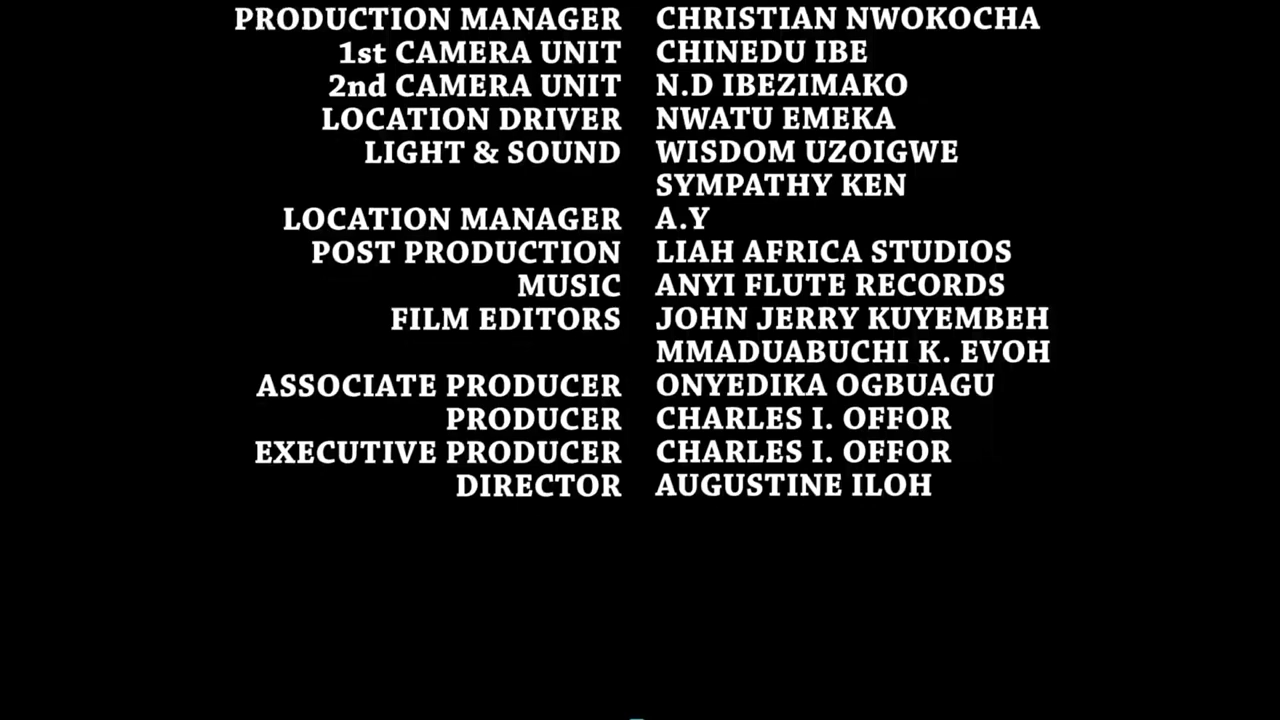 PRODUCTION MANAGER CHRISTIAN NWOKOCHA
1st CAMERA UNIT CHINEDU IBE
2nd CAMERA UNIT N.D IBEZIMAKO
LOCATION DRIVER NWATU EMEKA
LIGHT & SOUND WISDOM UZOIGWE
SYMPATHY KEN
LOCATION MANAGER A.Y
POST PRODUCTION LIAH AFRICA STUDIOS
MUSIC ANYI FLUTE RECORDS
FILM EDITORS JOHN JERRY KUYEMBEH
MMADUABUCHI K. EVOH
ASSOCIATE PRODUCER ONYEDIKA OGBUAGU
PRODUCER CHARLES I. OFFOR
EXECUTIVE PRODUCER CHARLES I. OFFOR
DIRECTOR AUGUSTINE ILOH